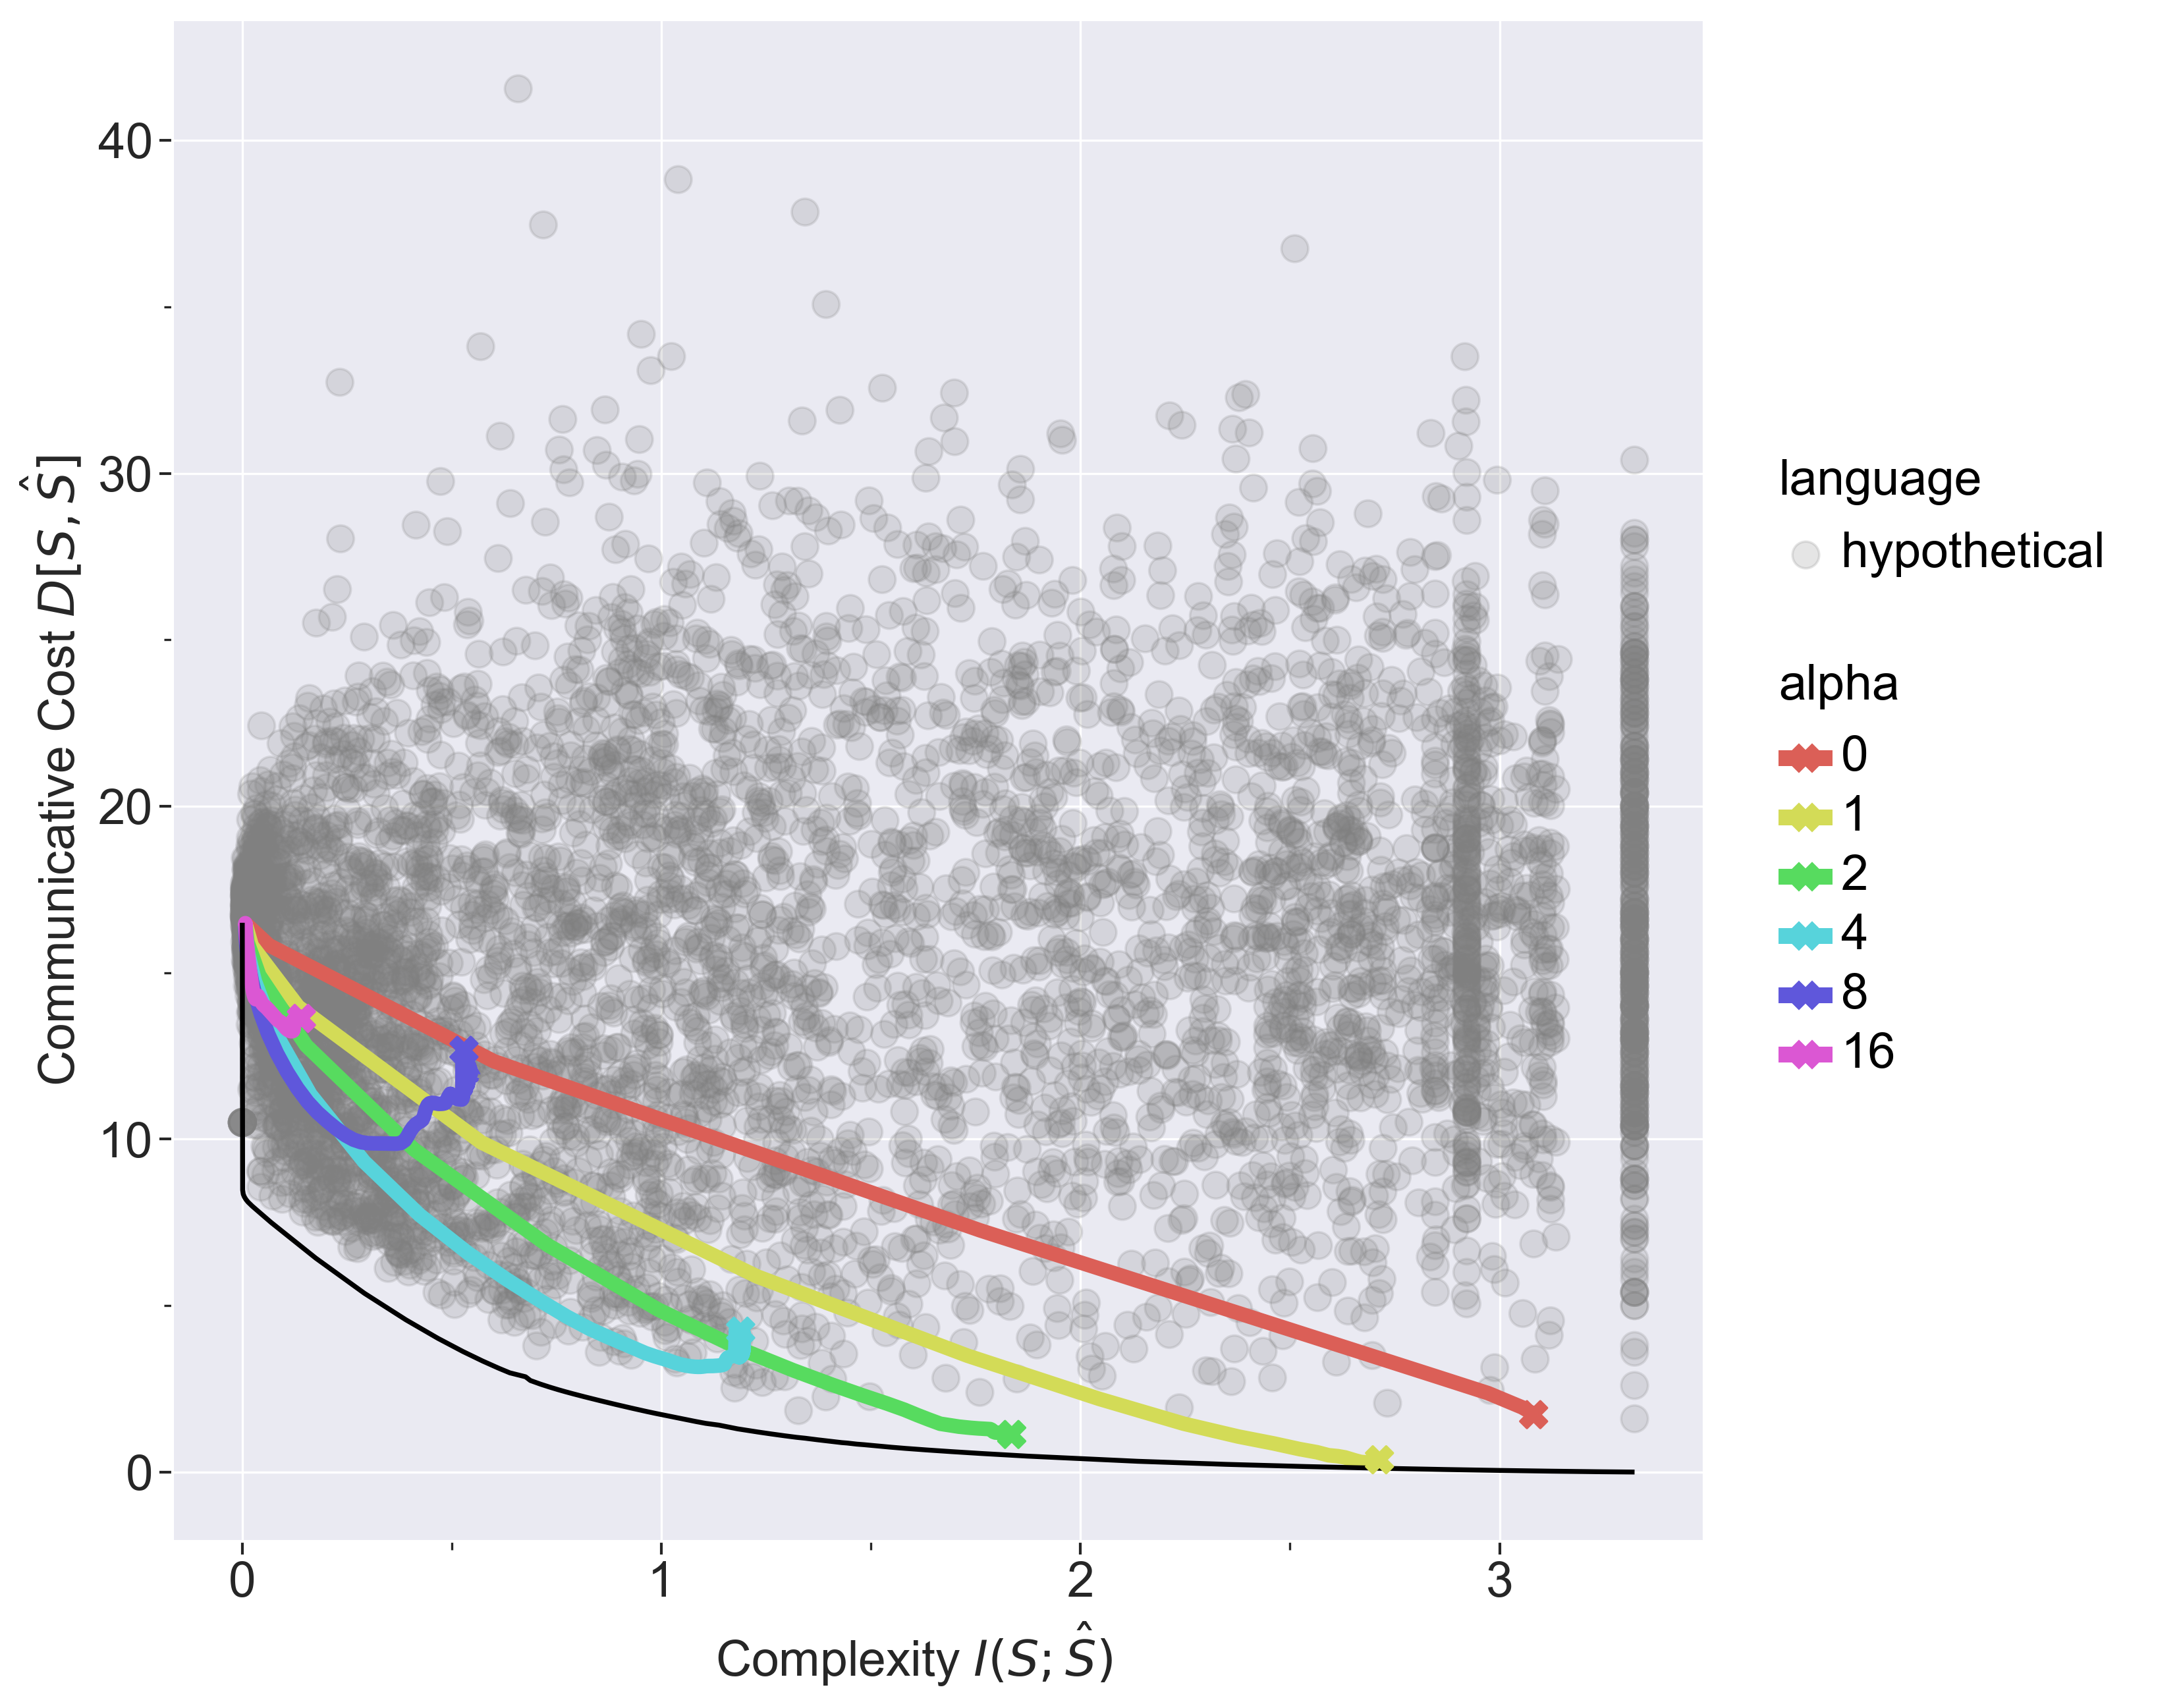 40
30
20
10
0
Communicative Cost D[S, Ŝ]
0 1 2 3
Complexity I(S; Ŝ)
language
hypothetical
alpha
0
1
2
4
8
16